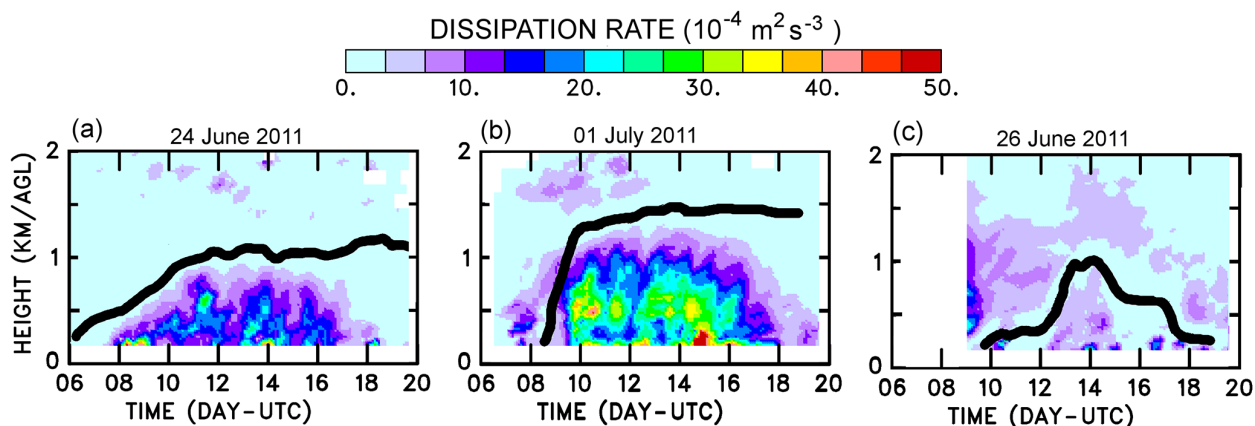 DISSIPATION RATE (10-4 m2 s-3 )
0. 10. 20. 30. 40. 50.
(a) 24 June 2011 (b) 01 July 2011 (c) 26 June 2011
HEIGHT (KM/AGL)
2 2 2
1 1 1
0 0 0
06 08 10 12 14 16 18 20 06 08 10 12 14 16 18 20 06 08 10 12 14 16 18 20
TIME (DAY-UTC) TIME (DAY-UTC) TIME (DAY-UTC)